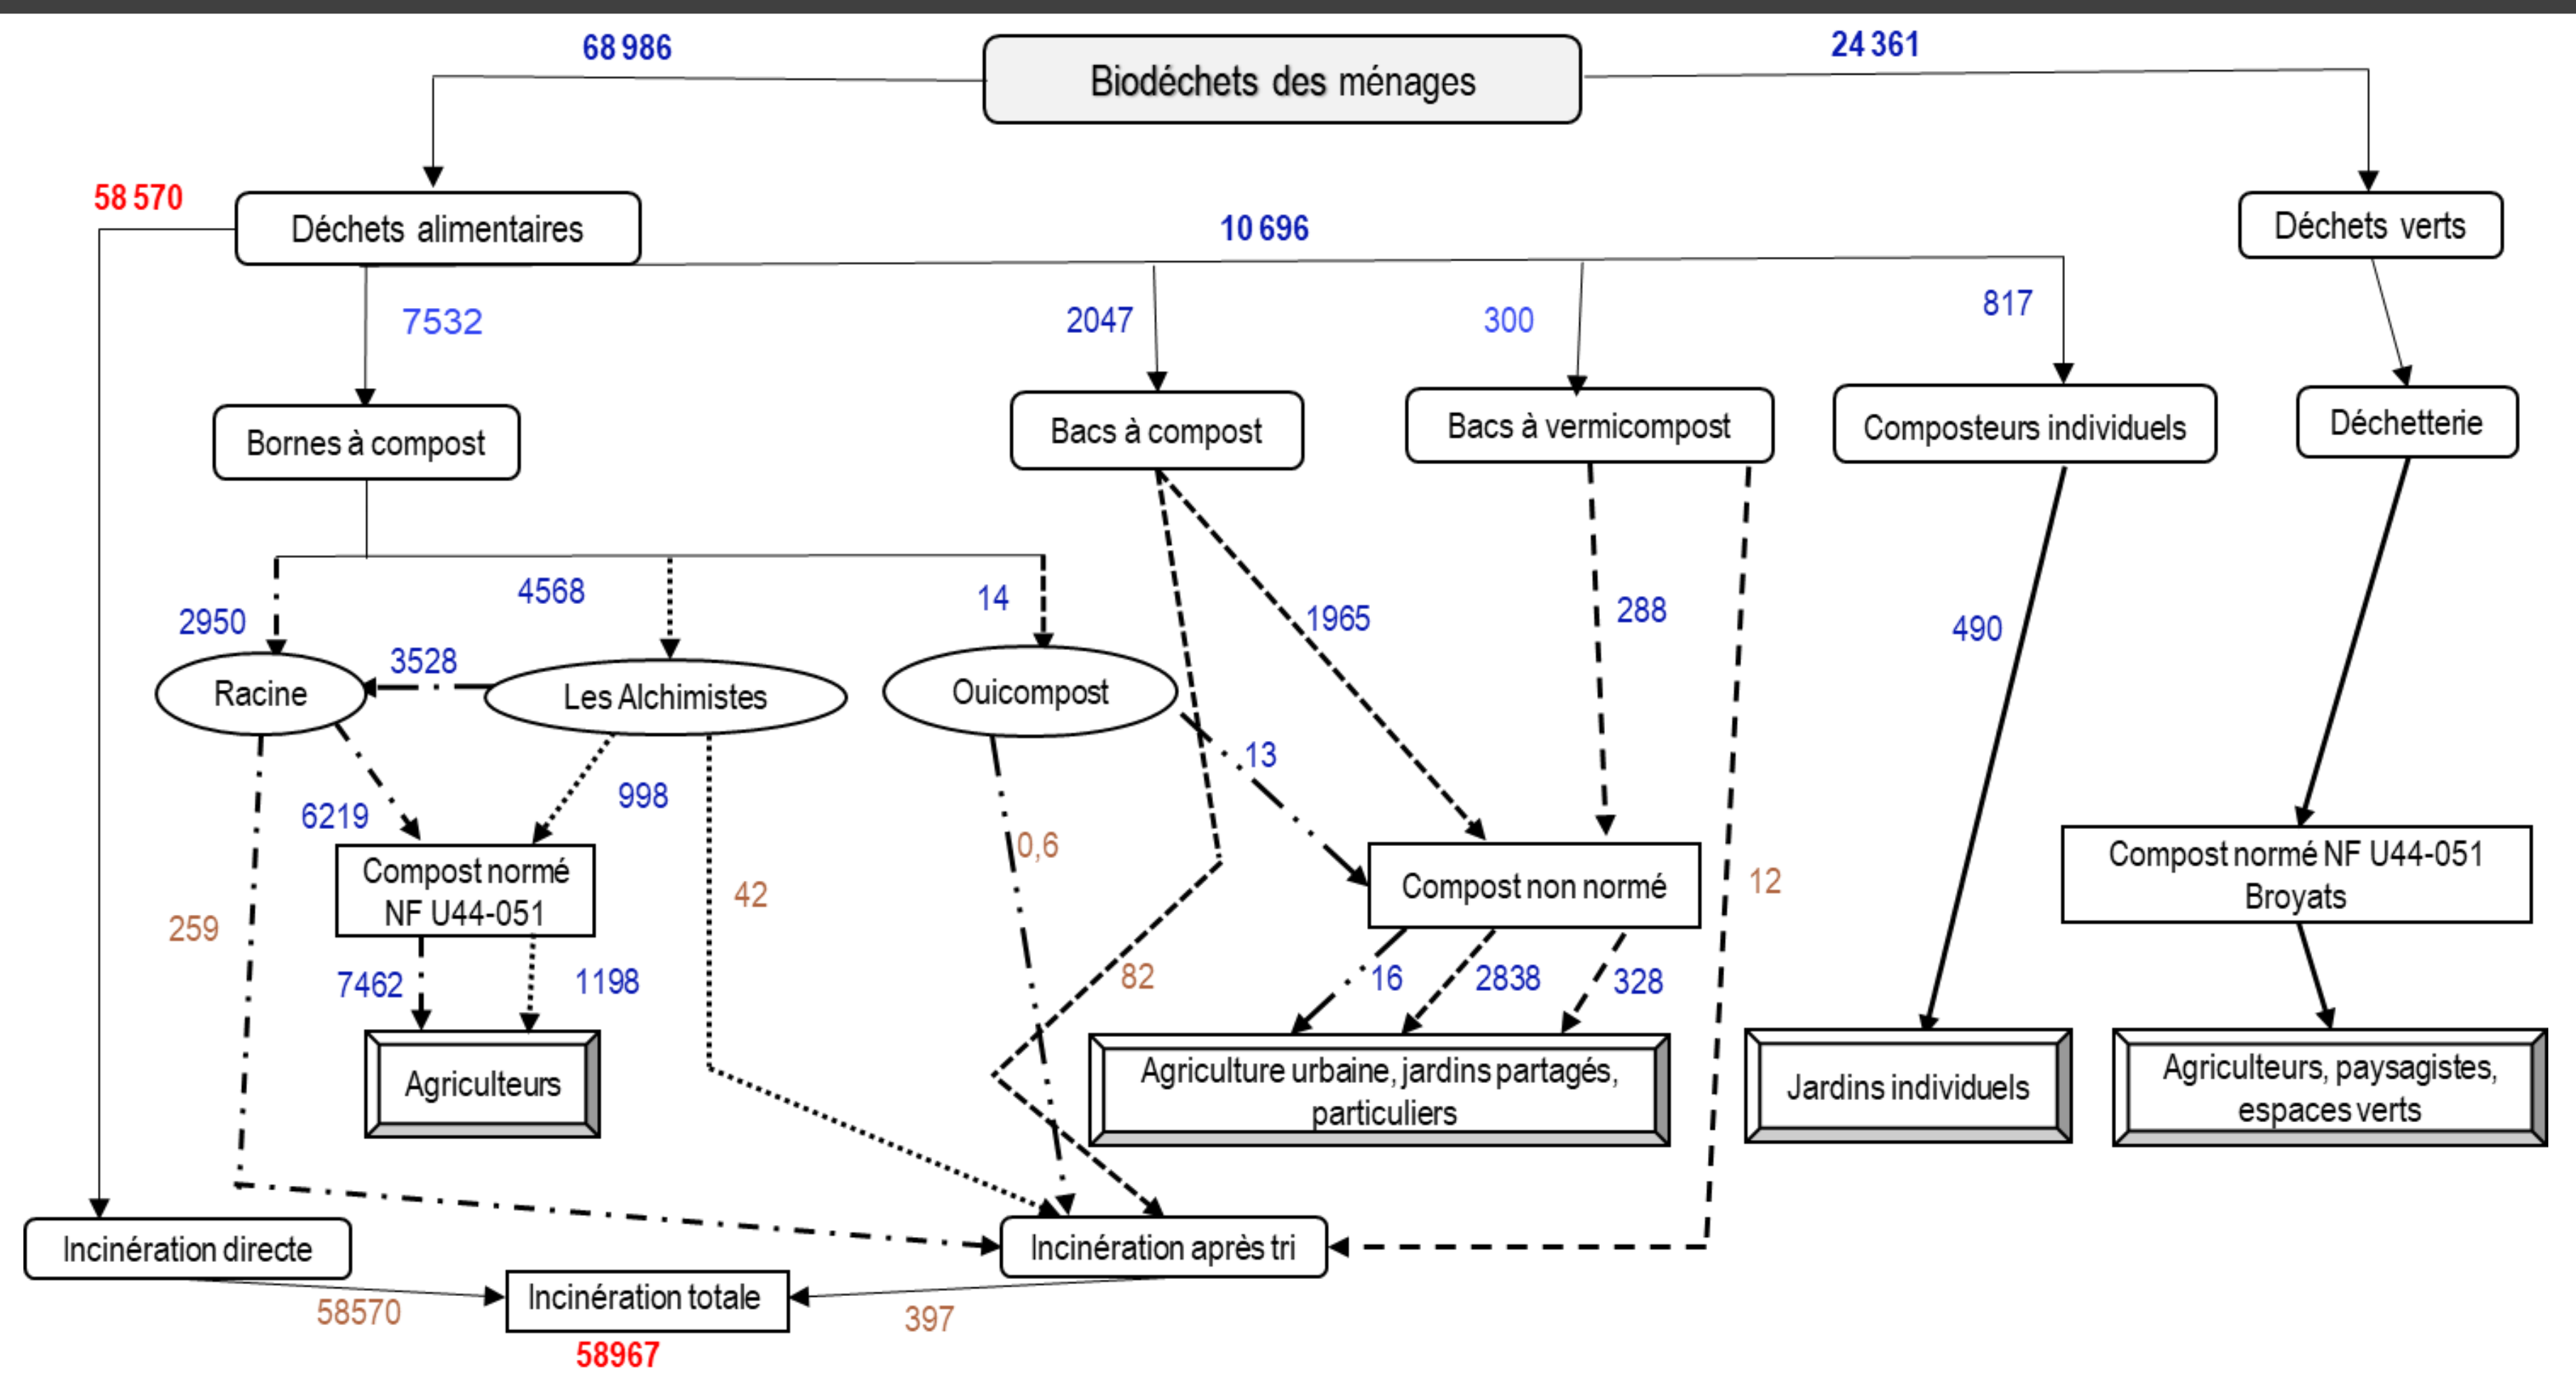 68 986
Biodéchets des ménages
24 361
58 570
Déchets alimentaires
10 696
Déchets verts
7532
2047
300
817
Bornes à compost
Bacs à compost
Bacs à vermicompost
Composteurs individuels
Déchetterie
2950
4568
14
1965
288
490
3528
Racine
Les Alchimistes
Ouicompost
13
6219
998
0,6
Compost normé
NF U44-051
42
259
Compost non normé
12
Compost normé NF U44-051
Broyats
7462
1198
82
16
2838
328
Agriculteurs
Agriculture urbaine, jardins partagés,
particuliers
Jardins individuels
Agriculteurs, paysagistes,
espaces verts
Incinération directe
Incinération après tri
58570
Incinération totale
397
58967